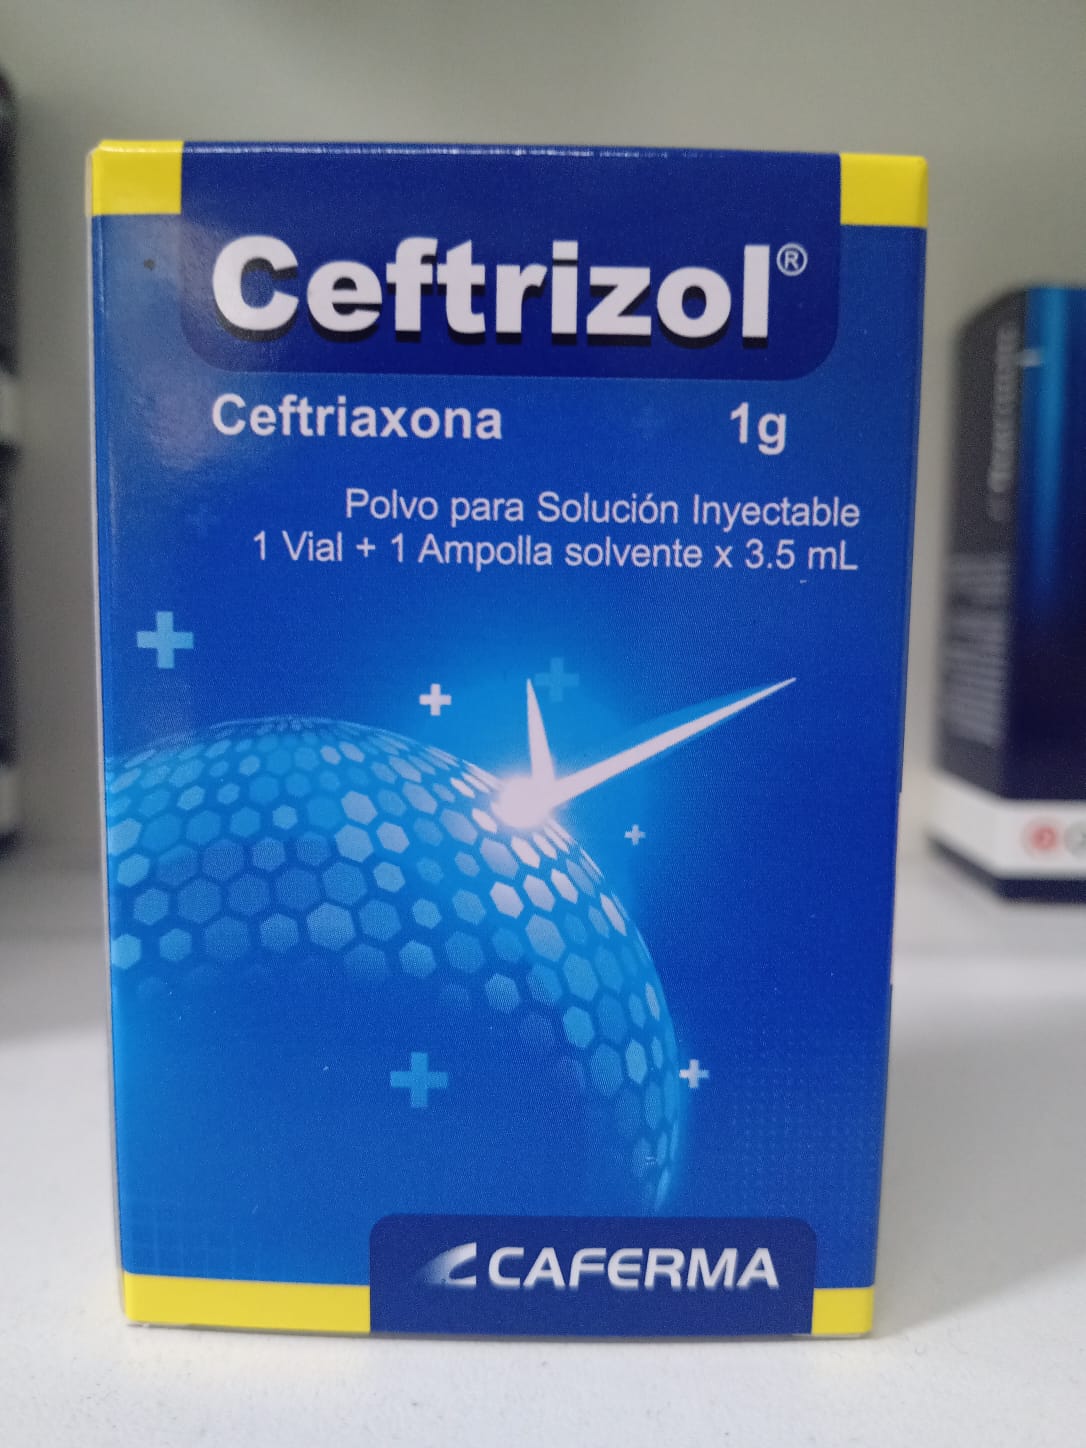 Ceftrizol®
Ceftriaxona 1g
Polvo para Solución Inyectable
1 Vial + 1 Ampolla solvente x 3.5 mL
CAFERMA